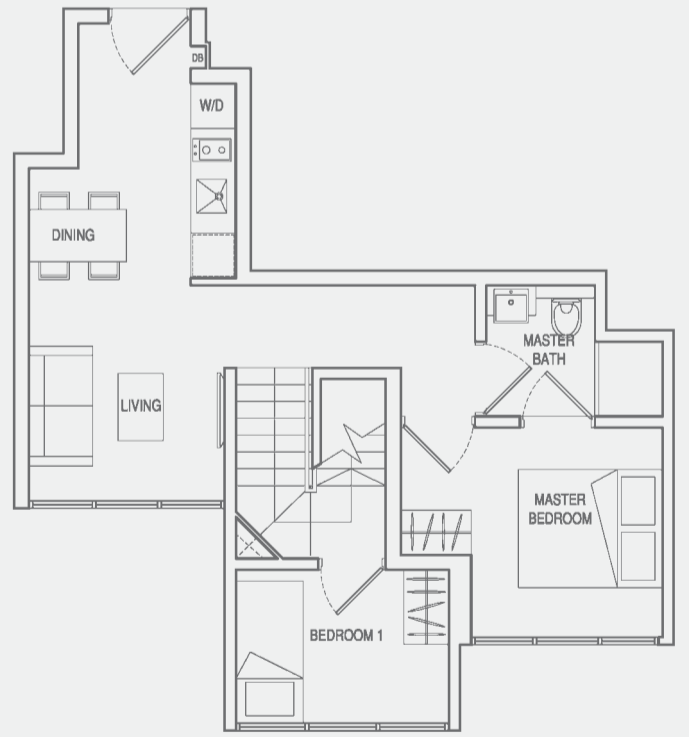 DB
W/D
DINING
MASTER
BATH
LIVING
MASTER
BEDROOM
BEDROOM 1